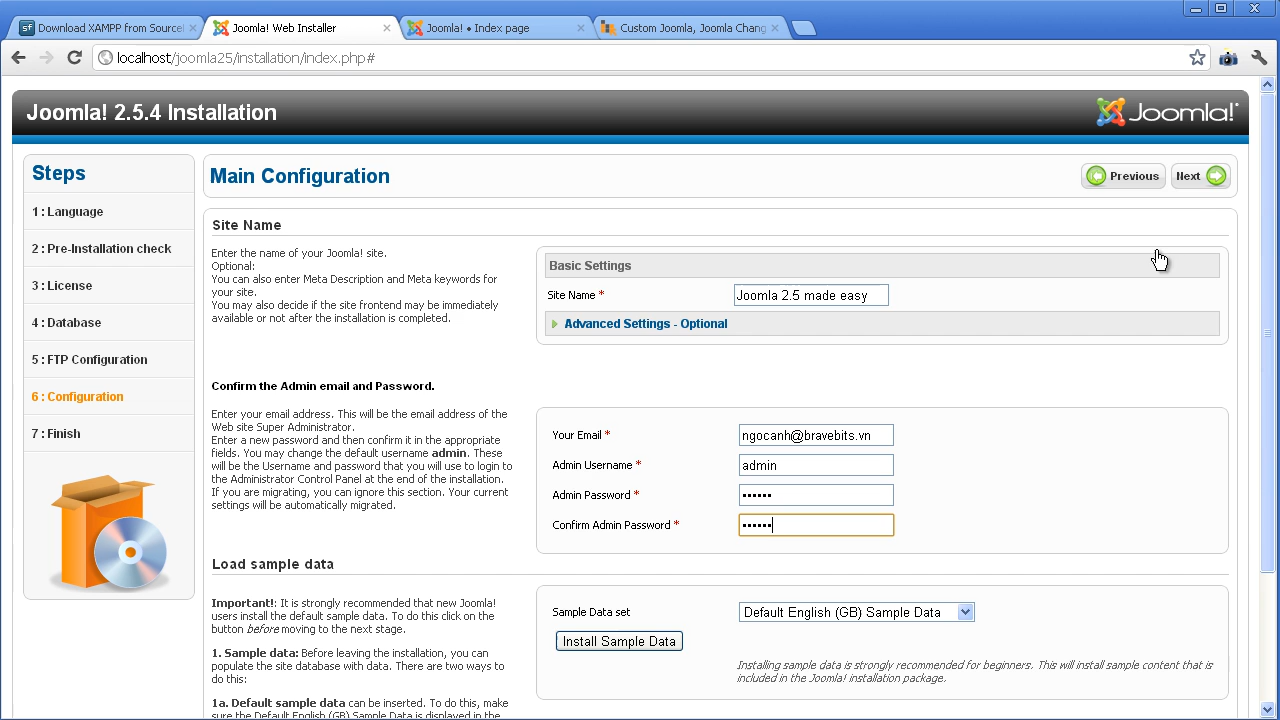 Download XAMPP from Sourcel
Joomla! Web Installer
Joomla! • Index page
Custom Joomla, Joomla Chang
localhost/joomla25/installation/index.php#
Joomla! 2.5.4 Installation
Joomla!
Steps
1 : Language
2 : Pre-Installation check
3 : License
4 : Database
5 : FTP Configuration
6 : Configuration
7 : Finish
Main Configuration
Previous
Next
Site Name
Enter the name of your Joomla! site.
Optional:
You can also enter Meta Description and Meta keywords for
your site.
You may also decide if the site frontend may be immediately
available or not after the installation is completed.
Basic Settings
Site Name *
Joomla 2.5 made easy
Advanced Settings - Optional
Confirm the Admin email and Password.
Enter your email address. This will be the email address of the
Web site Super Administrator.
Enter a new password and then confirm it in the appropriate
fields. You may change the default username admin. These
will be the Username and password that you will use to login to
the Administrator Control Panel at the end of the installation.
If you are migrating, you can ignore this section. Your current
settings will be automatically migrated.
Your Email *
ngocanh@bravebits.vn
Admin Username *
admin
Admin Password *
••••••
Confirm Admin Password *
••••••
Load sample data
Important!: It is strongly recommended that new Joomla!
users install the default sample data. To do this click on the
button before moving to the next stage.
1. Sample data: Before leaving the installation, you can
populate the site database with data. There are two ways to
do this:
1a. Default sample data can be inserted. To do this, make
sure the Default English (GB) Sample Data is displayed in the
Sample Data set
Default English (GB) Sample Data
Install Sample Data
Installing sample data is strongly recommended for beginners. This will install sample content that is
included in the Joomla! installation package.